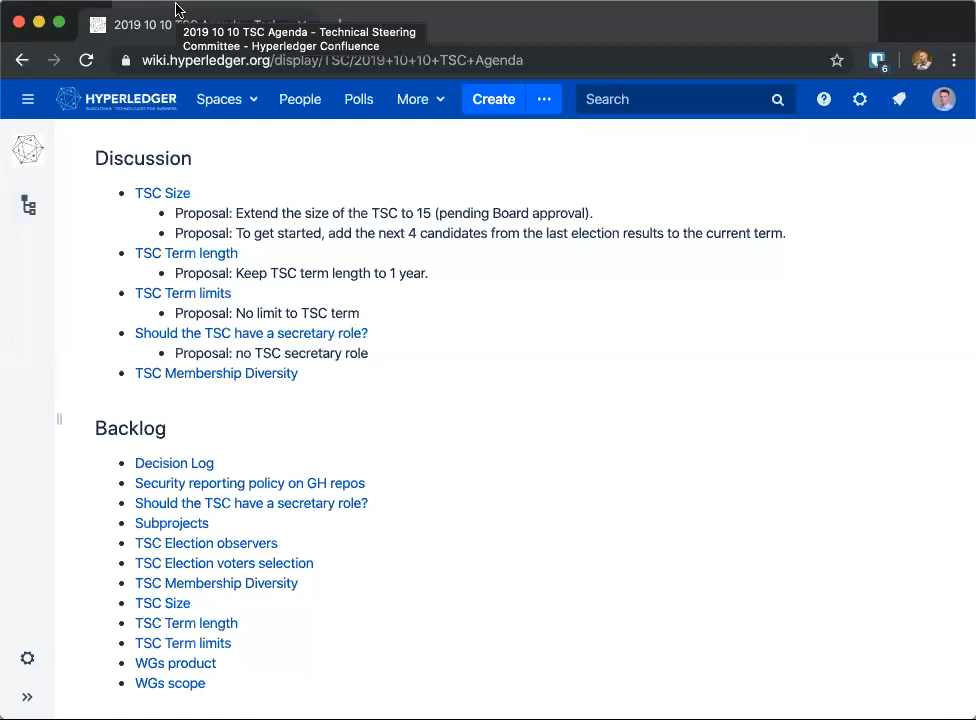 2019 10 10 TSC Agenda - Tech
2019 10 10 TSC Agenda - Technical Steering
Committee - Hyperledger Confluence
wiki.hyperledger.org/display/TSC/2019+10+10+TSC+Agenda
6
HYPERLEDGER
Spaces
People
Polls
More
Create
Search
Discussion
TSC Size
Proposal: Extend the size of the TSC to 15 (pending Board approval).
Proposal: To get started, add the next 4 candidates from the last election results to the current term.
TSC Term length
Proposal: Keep TSC term length to 1 year.
TSC Term limits
Proposal: No limit to TSC term
Should the TSC have a secretary role?
Proposal: no TSC secretary role
TSC Membership Diversity
Backlog
Decision Log
Security reporting policy on GH repos
Should the TSC have a secretary role?
Subprojects
TSC Election observers
TSC Election voters selection
TSC Membership Diversity
TSC Size
TSC Term length
TSC Term limits
WGs product
WGs scope